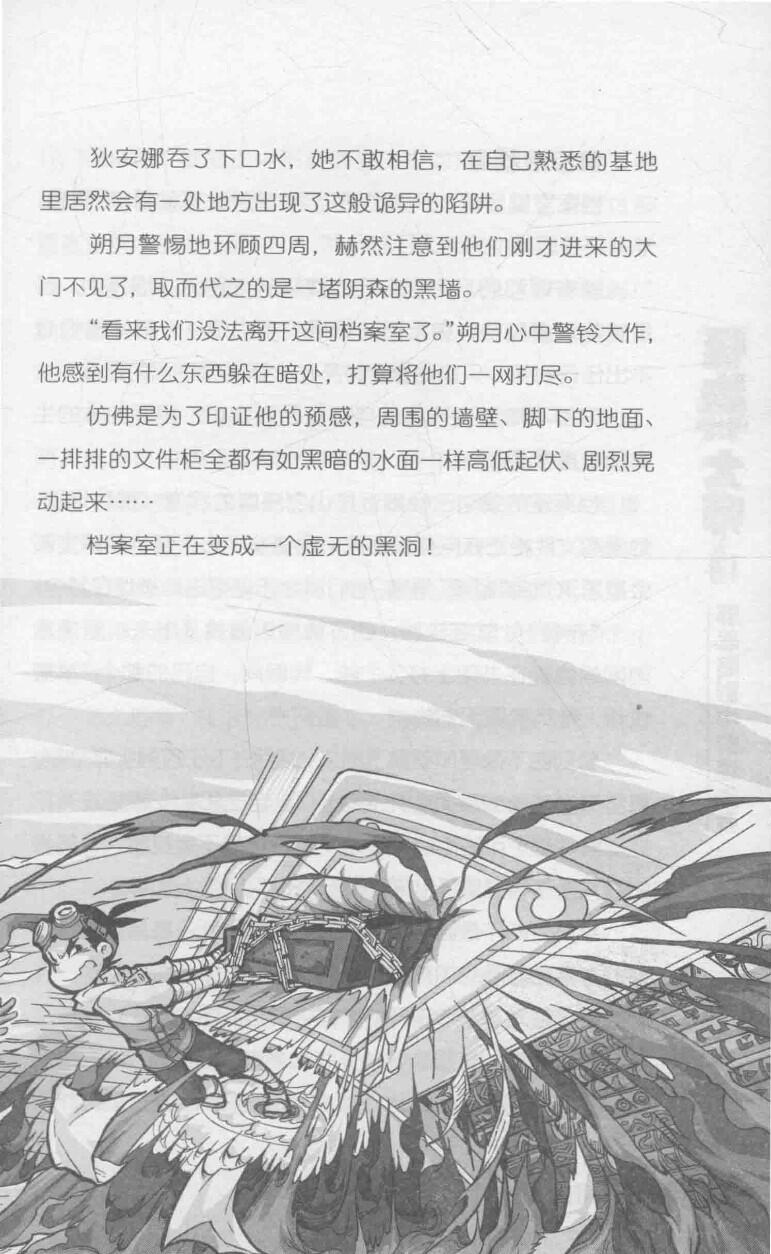 狄安娜吞了下口水，她不敢相信，在自己熟悉的基地
里居然会有一处地方出现了这般诡异的陷阱。
朔月警惕地环顾四周，赫然注意到他们刚才进来的大
门不见了，取而代之的是一堵阴森的黑墙。
“看来我们没法离开这间档案室了。”朔月心中警铃大作，
他感到有什么东西躲在暗处，打算将他们一网打尽。
仿佛是为了印证他的预感，周围的墙壁、脚下的地面、
一排排的文件柜全都有如黑暗的水面一样高低起伏、剧烈晃
动起来……
档案室正在变成一个虚无的黑洞！